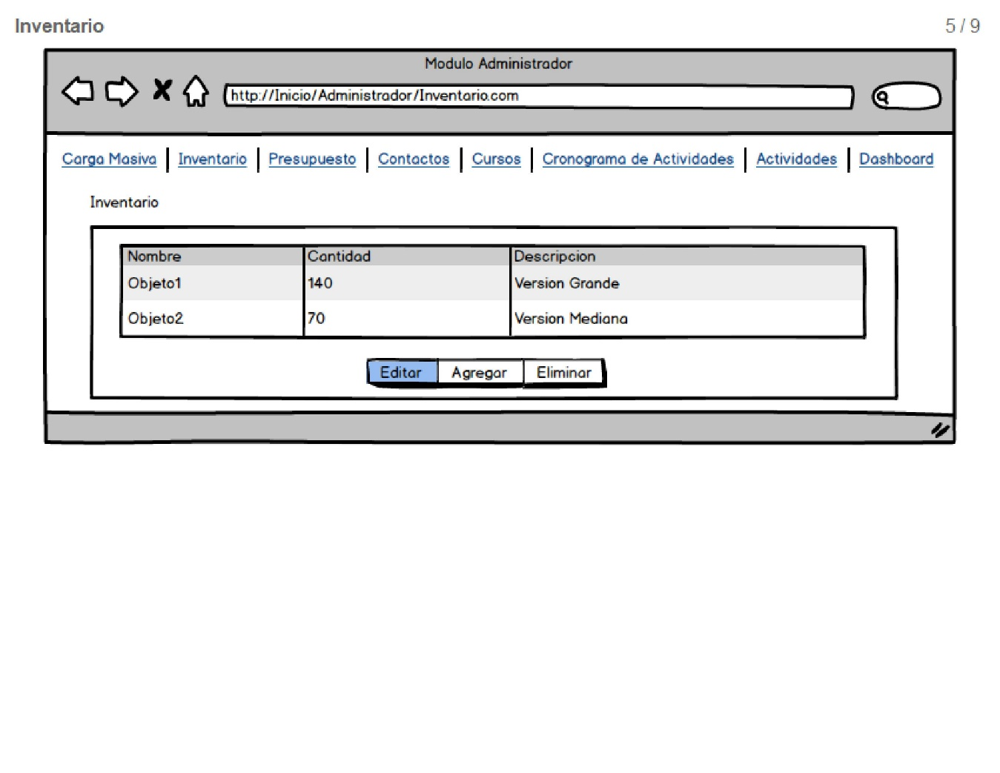 Inventario 5 / 9
Modulo Administrador
http://Inicio/Administrador/Inventario.com
Carga Masiva Inventario Presupuesto Contactos Cursos Cronograma de Actividades Actividades Dashboard
Inventario
Nombre Cantidad Descripcion
Objeto1 140 Version Grande
Objeto2 70 Version Mediana
Editar Agregar Eliminar